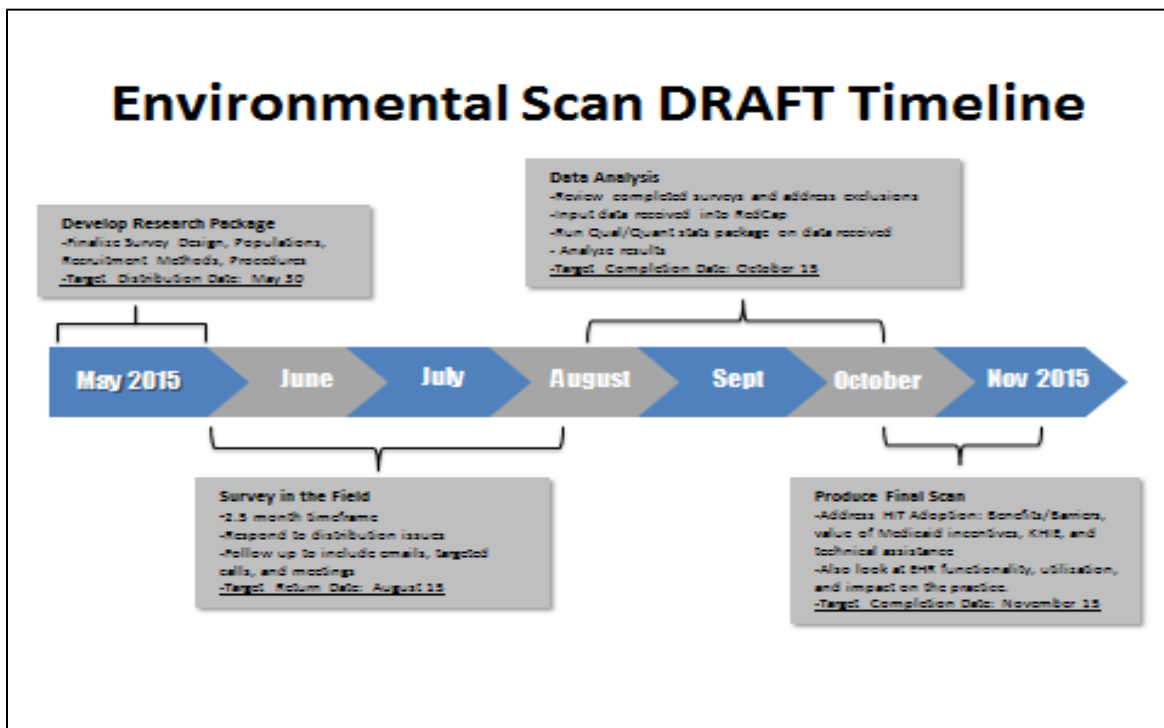 Environmental Scan DRAFT Timeline
Data Analysis
-Review completed surveys and address exclusions
-Input data received into RedCap
-Run Qual/Quant stats package on data received
- Analyze results
-Target Completion Date: October 15
Develop Research Package
-Finalize Survey Design, Populations,
Recruitment Methods, Procedures
-Target Distribution Date: May 30
May 2015
June
July
August
Sept
October
Nov 2015
Survey in the Field
-2.5 month timeframe
-Respond to distribution issues
-Follow up to include emails, targeted
calls, and meetings
-Target Return Date: August 15
Produce Final Scan
-Address HIT Adoption: Benefits/Barriers,
value of Medicaid incentives, KHIE, and
technical assistance
-Also look at EHR functionality, utilization,
and impact on the practice.
-Target Completion Date: November 15